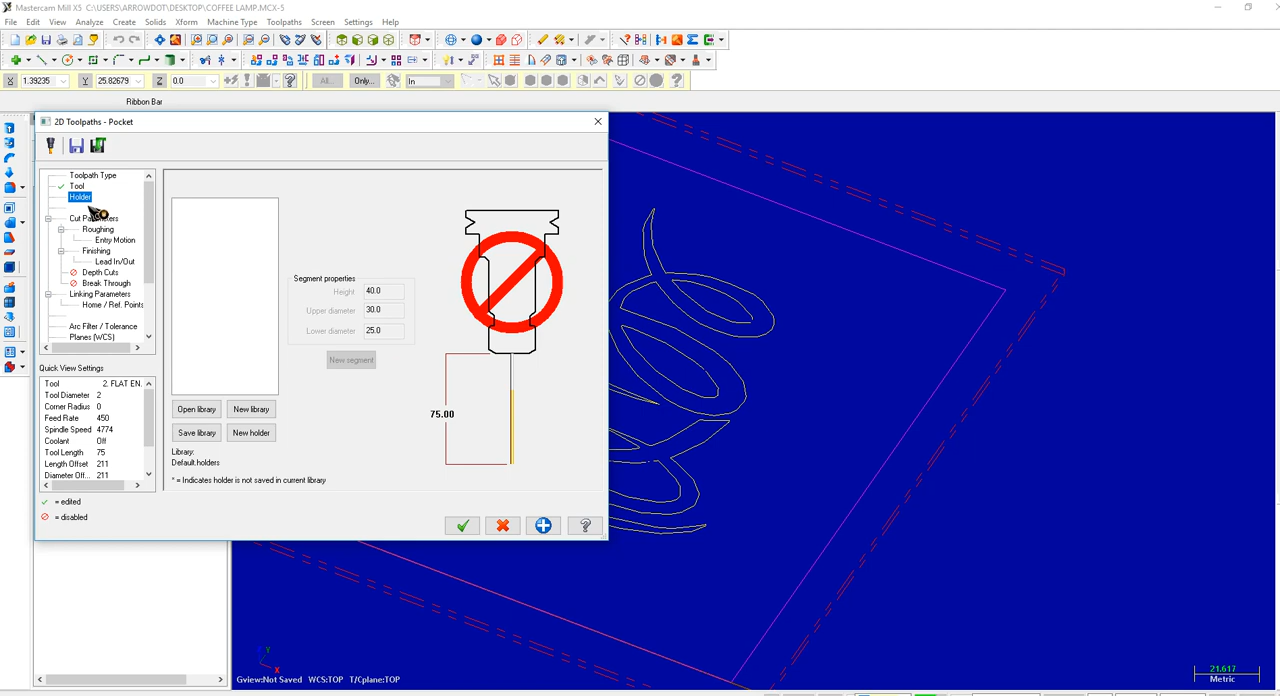 Mastercam Mill X5 C:\USERS\ARROWDOT\DESKTOP\COFFEE LAMP.MCX-5
File Edit View Analyze Create Solids Xform Machine Type Toolpaths Screen Settings Help
X 1.39235 Y 25.82679 Z 0.0 All... Only... In
Ribbon Bar
2D Toolpaths - Pocket
Toolpath Type
Tool
Holder
Cut Parameters
Roughing
Entry Motion
Finishing
Lead In/Out
Depth Cuts
Break Through
Linking Parameters
Home / Ref. Points
Arc Filter / Tolerance
Planes (WCS)
Quick View Settings
Tool 2. FLAT EN.
Tool Diameter 2
Corner Radius 0
Feed Rate 450
Spindle Speed 4774
Coolant Off
Tool Length 75
Length Offset 211
Diameter Off... 211
= edited
= disabled
Segment properties
Height 40.0
Upper diameter 30.0
Lower diameter 25.0
New segment
Open library New library
Save library New holder
Library:
Default.holders
* = Indicates holder is not saved in current library
75.00
Y
X
Gview:Not Saved WCS:TOP T/Cplane:TOP
21.617
Metric